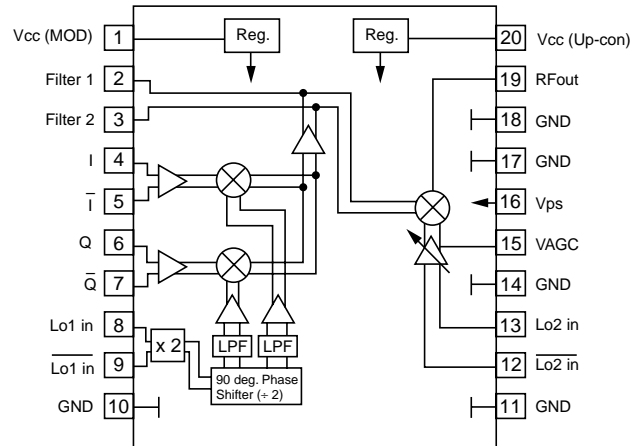 Vcc (MOD) 1 Reg. Reg. 20 Vcc (Up-con)
Filter 1 2 19 RFout
Filter 2 3 18 GND
I 4 17 GND
I 5 16 Vps
Q 6 15 VAGC
Q 7 14 GND
Lo1 in 8 x 2 LPF LPF 13 Lo2 in
Lo1 in 9 12 Lo2 in
90 deg. Phase
Shifter (÷ 2)
GND 10 11 GND